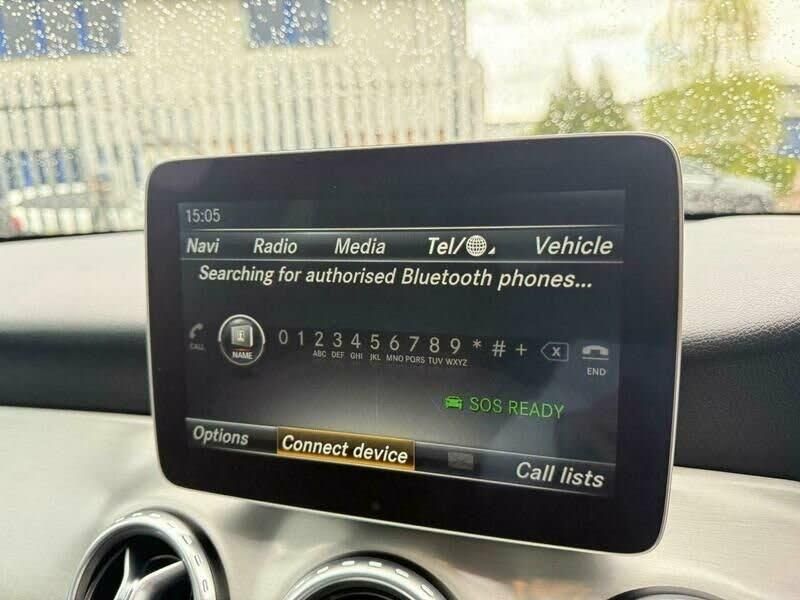 15:05
Navi Radio Media Tel/ Vehicle
Searching for authorised Bluetooth phones...
CALL NAME 0 1 2 3 4 5 6 7 8 9 * # + X END
ABC DEF GHI JKL MNO PQRS TUV WXYZ
SOS READY
Options Connect device Call lists